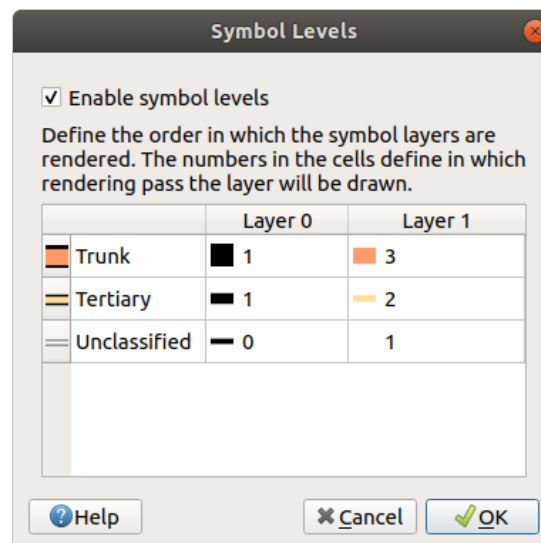 Symbol Levels
Enable symbol levels
Define the order in which the symbol layers are
rendered. The numbers in the cells define in which
rendering pass the layer will be drawn.
Layer 0 Layer 1
Trunk 1 3
Tertiary 1 2
Unclassified 0 1
Help Cancel OK